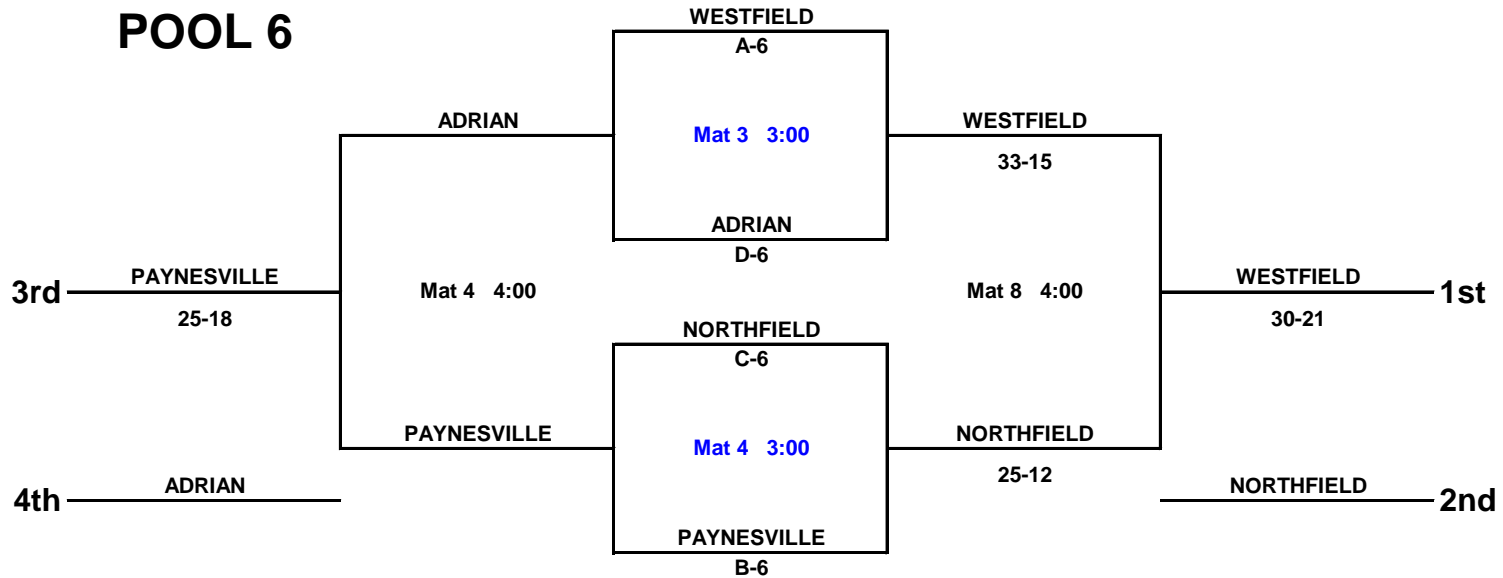 POOL 6
WESTFIELD
A-6
ADRIAN
Mat 3 3:00
WESTFIELD
33-15
ADRIAN
D-6
3rd
PAYNESVILLE
25-18
Mat 4 4:00
Mat 8 4:00
WESTFIELD
30-21
1st
NORTHFIELD
C-6
PAYNESVILLE
Mat 4 3:00
NORTHFIELD
25-12
4th
ADRIAN
NORTHFIELD
2nd
PAYNESVILLE
B-6